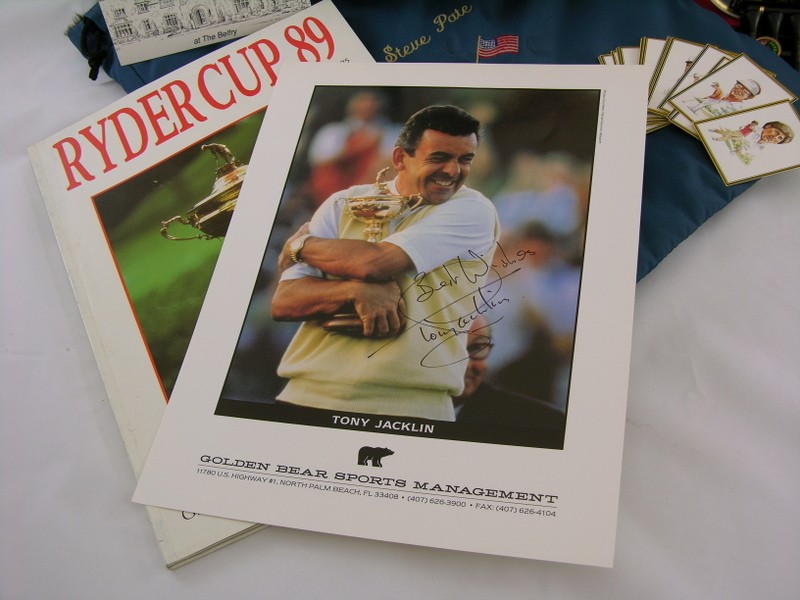 at The Belfry
Steve Pate
RYDER CUP 89
Best Wishes
Tony Jacklin
TONY JACKLIN
GOLDEN BEAR SPORTS MANAGEMENT
11780 U.S. HIGHWAY #1, NORTH PALM BEACH, FL 33408 • (407) 626-3900 • FAX: (407) 626-4104